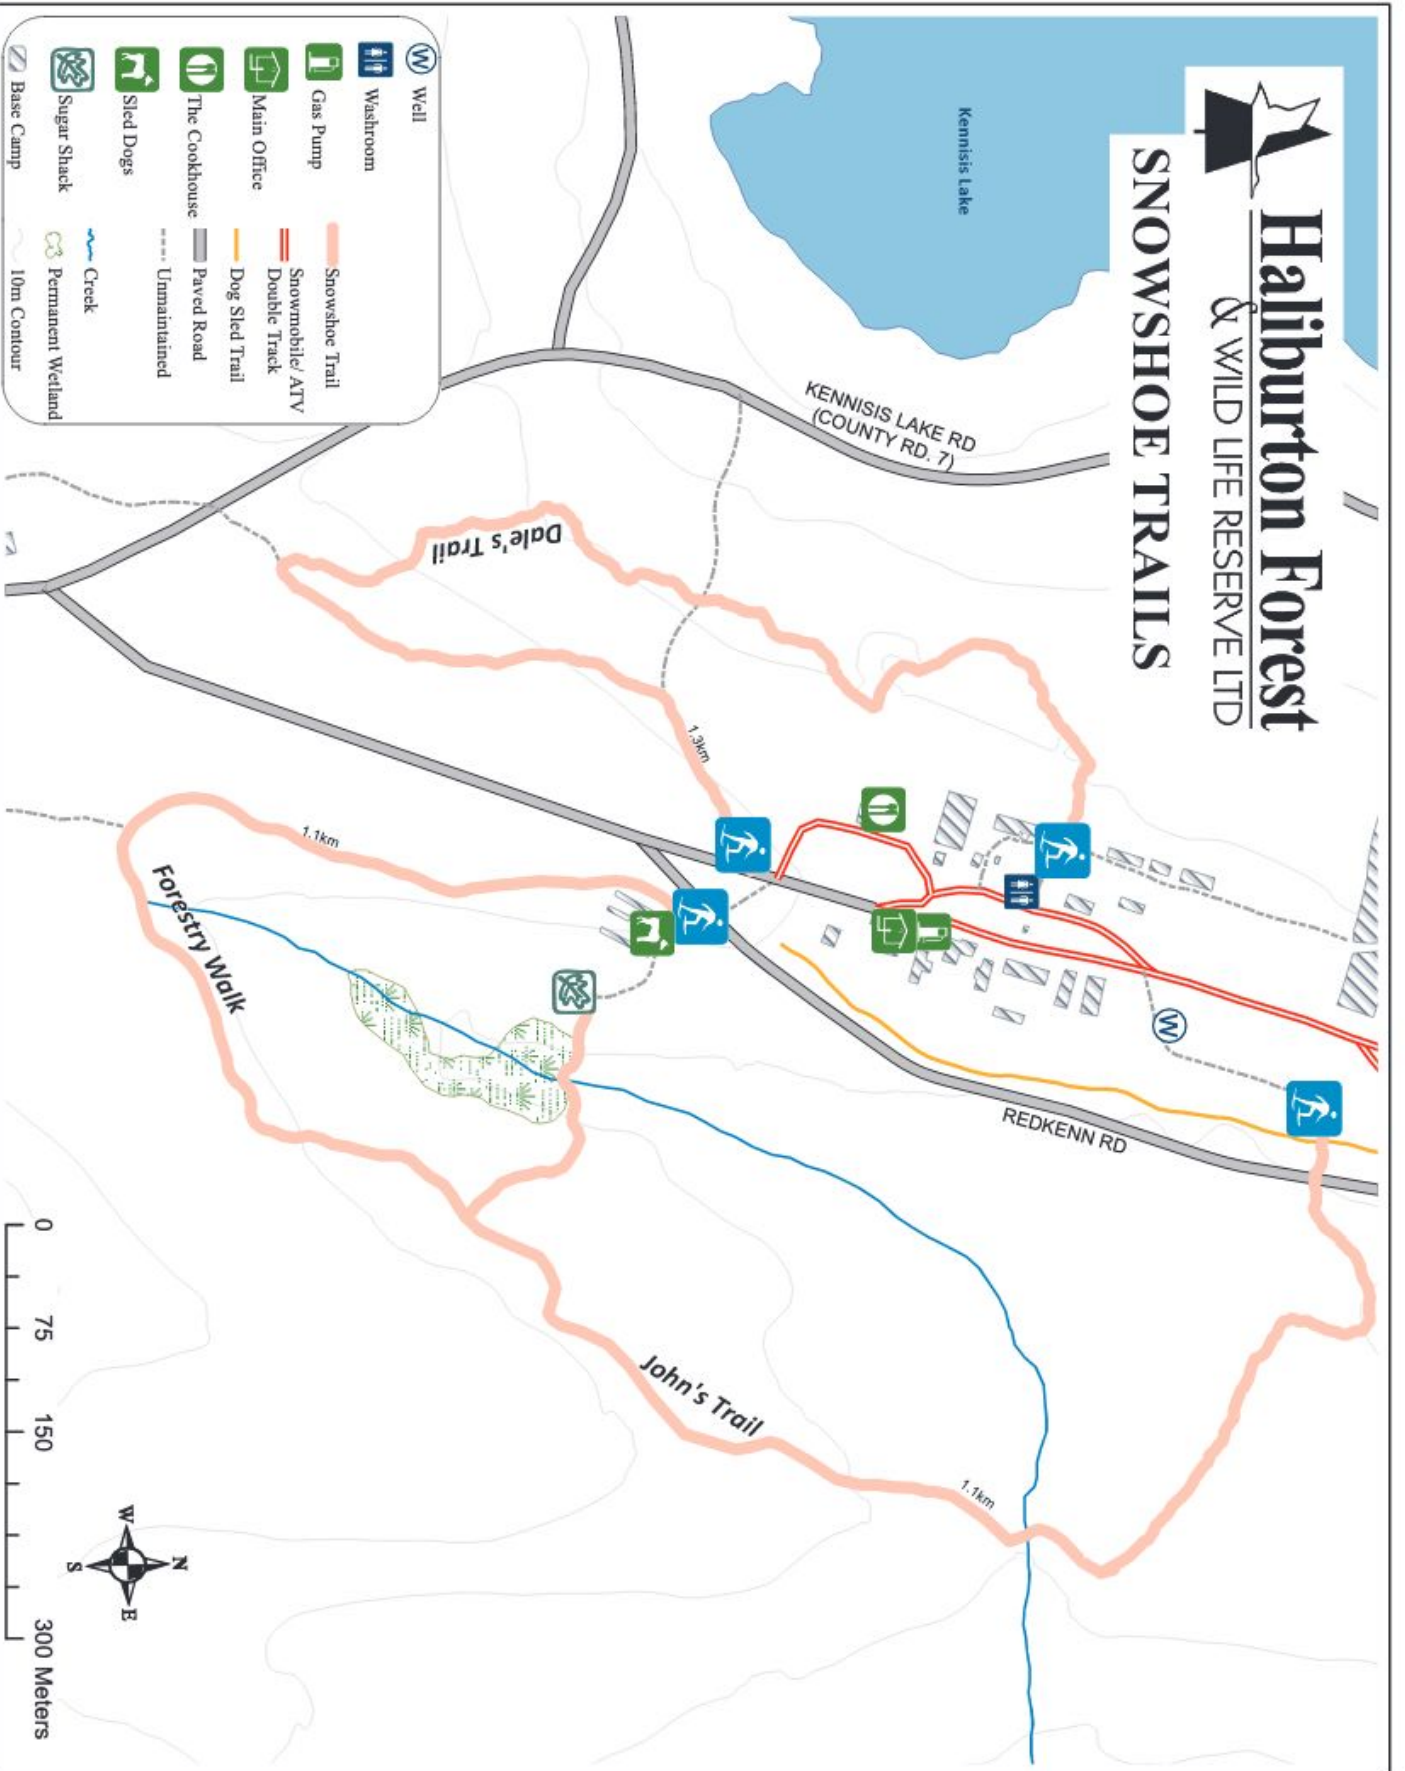 Haliburton Forest
& WILD LIFE RESERVE LTD
SNOWSHOE TRAILS
Kennisis Lake
KENNISIS LAKE RD
(COUNTY RD. 7)
Dale's Trail
1.3km
1.1km
Forestry Walk
REDKENN RD
W
John's Trail
1.1km
W Well
Washroom
Gas Pump
Main Office
The Cookhouse
Sled Dogs
Sugar Shack
Base Camp
Snowshoe Trail
Snowmobile/ ATV
Double Track
Dog Sled Trail
Paved Road
Unmaintained
Creek
Permanent Wetland
10m Contour
0 75 150 300 Meters
N
W E
S